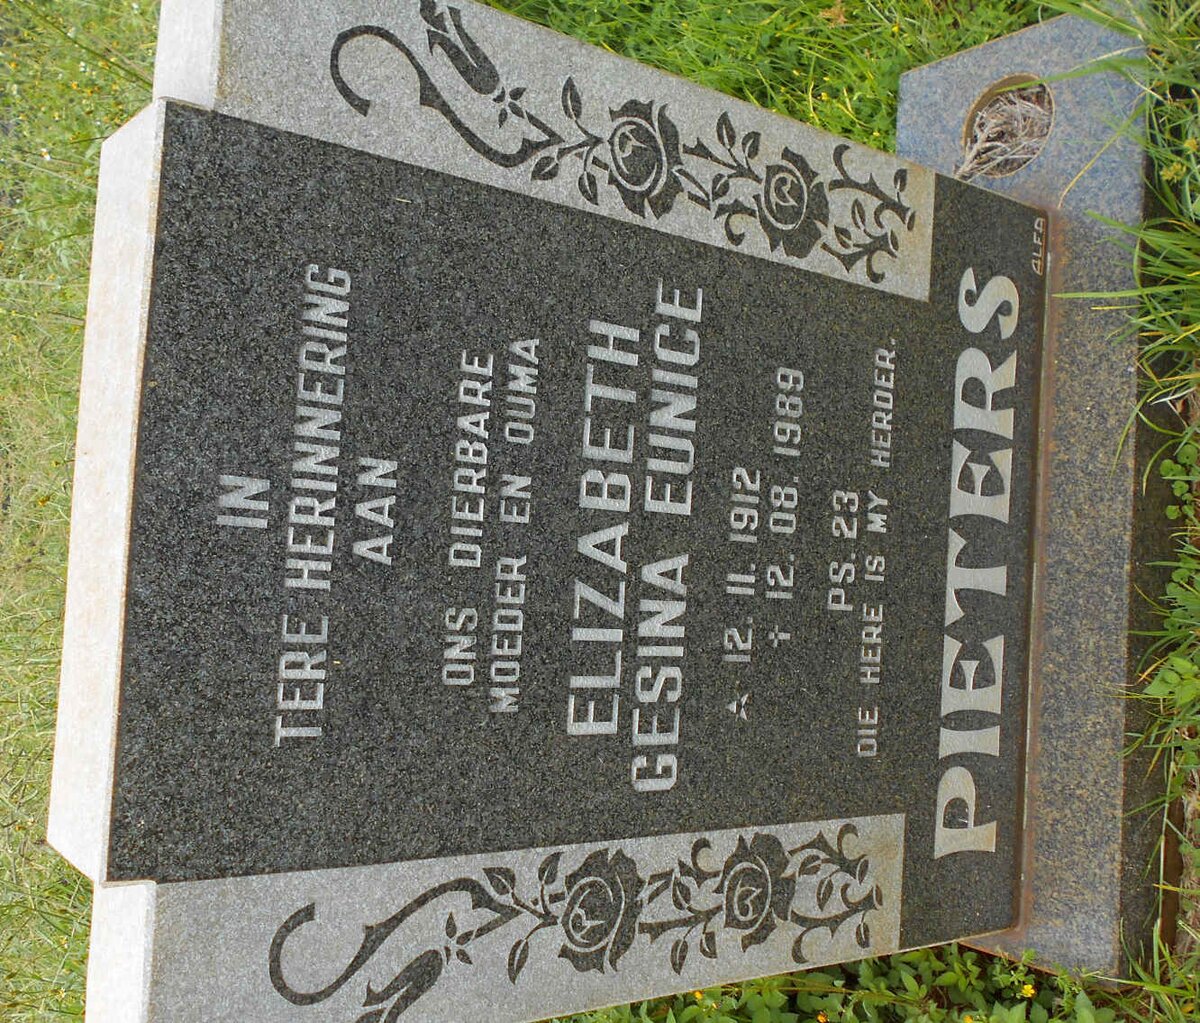 IN
TERE HERINNERING
AAN
ONS DIERBARE
MOEDER EN OUMA
ELIZABETH
GESINA EUNICE
12. 11. 1912
† 12. 08. 1989
PS. 23
DIE HERE IS MY HERDER.
PIETERS
ALFA